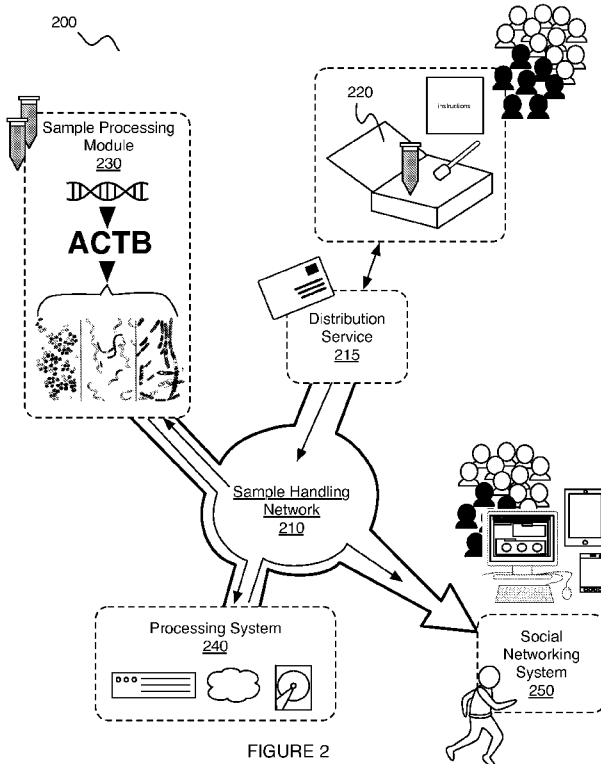 200
Sample Processing
Module
230
ACTB
220
instructions
Distribution
Service
215
Sample Handling
Network
210
Processing System
240
Social
Networking
System
250
FIGURE 2